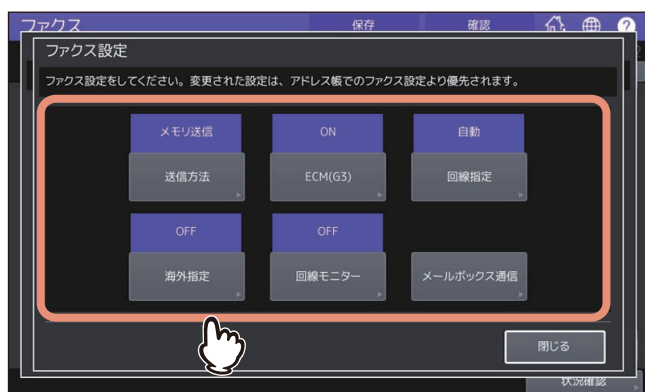 ファクス 保存 確認 ?
2
ファクス設定
ファクス設定をしてください。変更された設定は、アドレス帳でのファクス設定より優先されます。
メモリ送信 ON 自動
送信方法 ECM(G3) 回線指定
OFF OFF
海外指定 回線モニター メールボックス通信
閉じる
状況確認